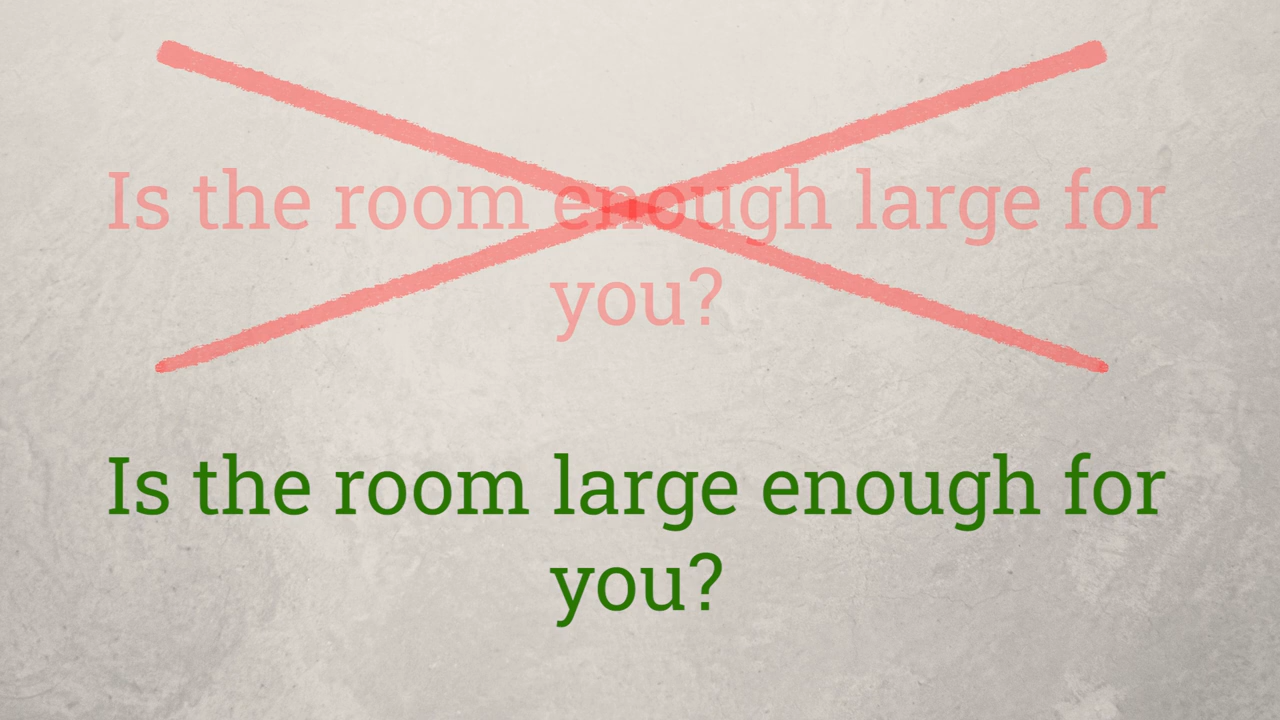 Is the room enough large for
you?
Is the room large enough for
you?